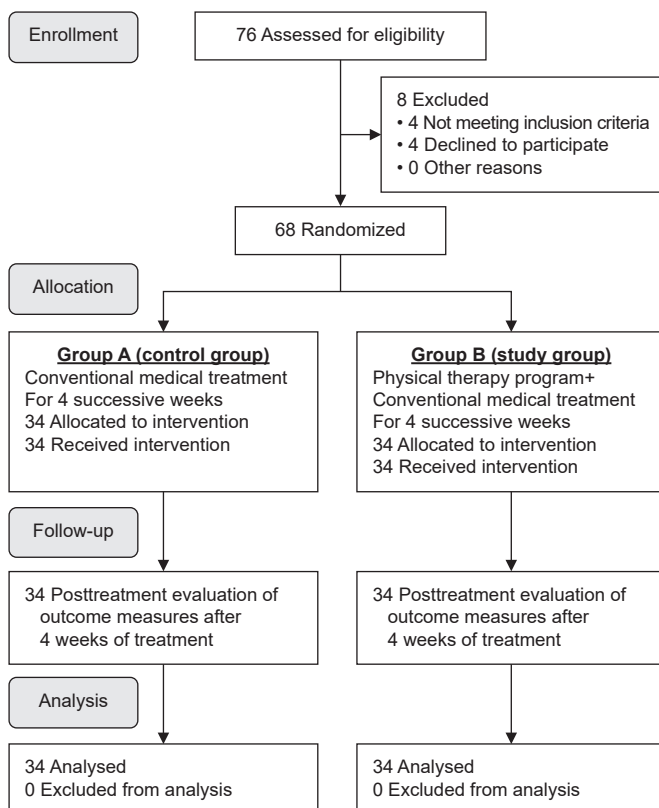 Enrollment
76 Assessed for eligibility
8 Excluded
• 4 Not meeting inclusion criteria
• 4 Declined to participate
• 0 Other reasons
68 Randomized
Allocation
Group A (control group)
Conventional medical treatment
For 4 successive weeks
34 Allocated to intervention
34 Received intervention
Group B (study group)
Physical therapy program+
Conventional medical treatment
For 4 successive weeks
34 Allocated to intervention
34 Received intervention
Follow-up
34 Posttreatment evaluation of
outcome measures after
4 weeks of treatment
34 Posttreatment evaluation of
outcome measures after
4 weeks of treatment
Analysis
34 Analysed
0 Excluded from analysis
34 Analysed
0 Excluded from analysis